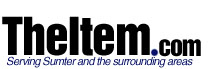 TheItem.com
Serving Sumter and the surrounding areas